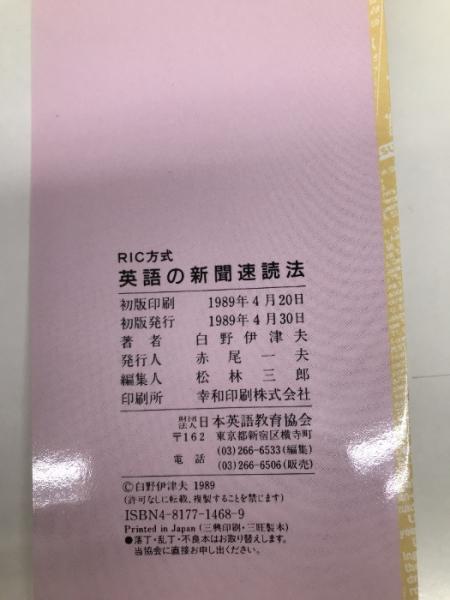 RIC方式
英語の新聞速読法
初版印刷 1989年4月20日
初版発行 1989年4月30日
著者 白野伊津夫
発行人 赤尾一夫
編集人 松林三郎
印刷所 幸和印刷株式会社
財団法人日本英語教育協会
〒162 東京都新宿区横寺町
電話 (03)266-6533(編集)
(03)266-6506(販売)
©白野伊津夫 1989
(許可なしに転載、複製することを禁じます)
ISBN4-8177-1468-9
Printed in Japan (三興印刷・三旺製本)
●落丁・乱丁・不良本はお取り替えします。
当協会に直接お申し出ください。